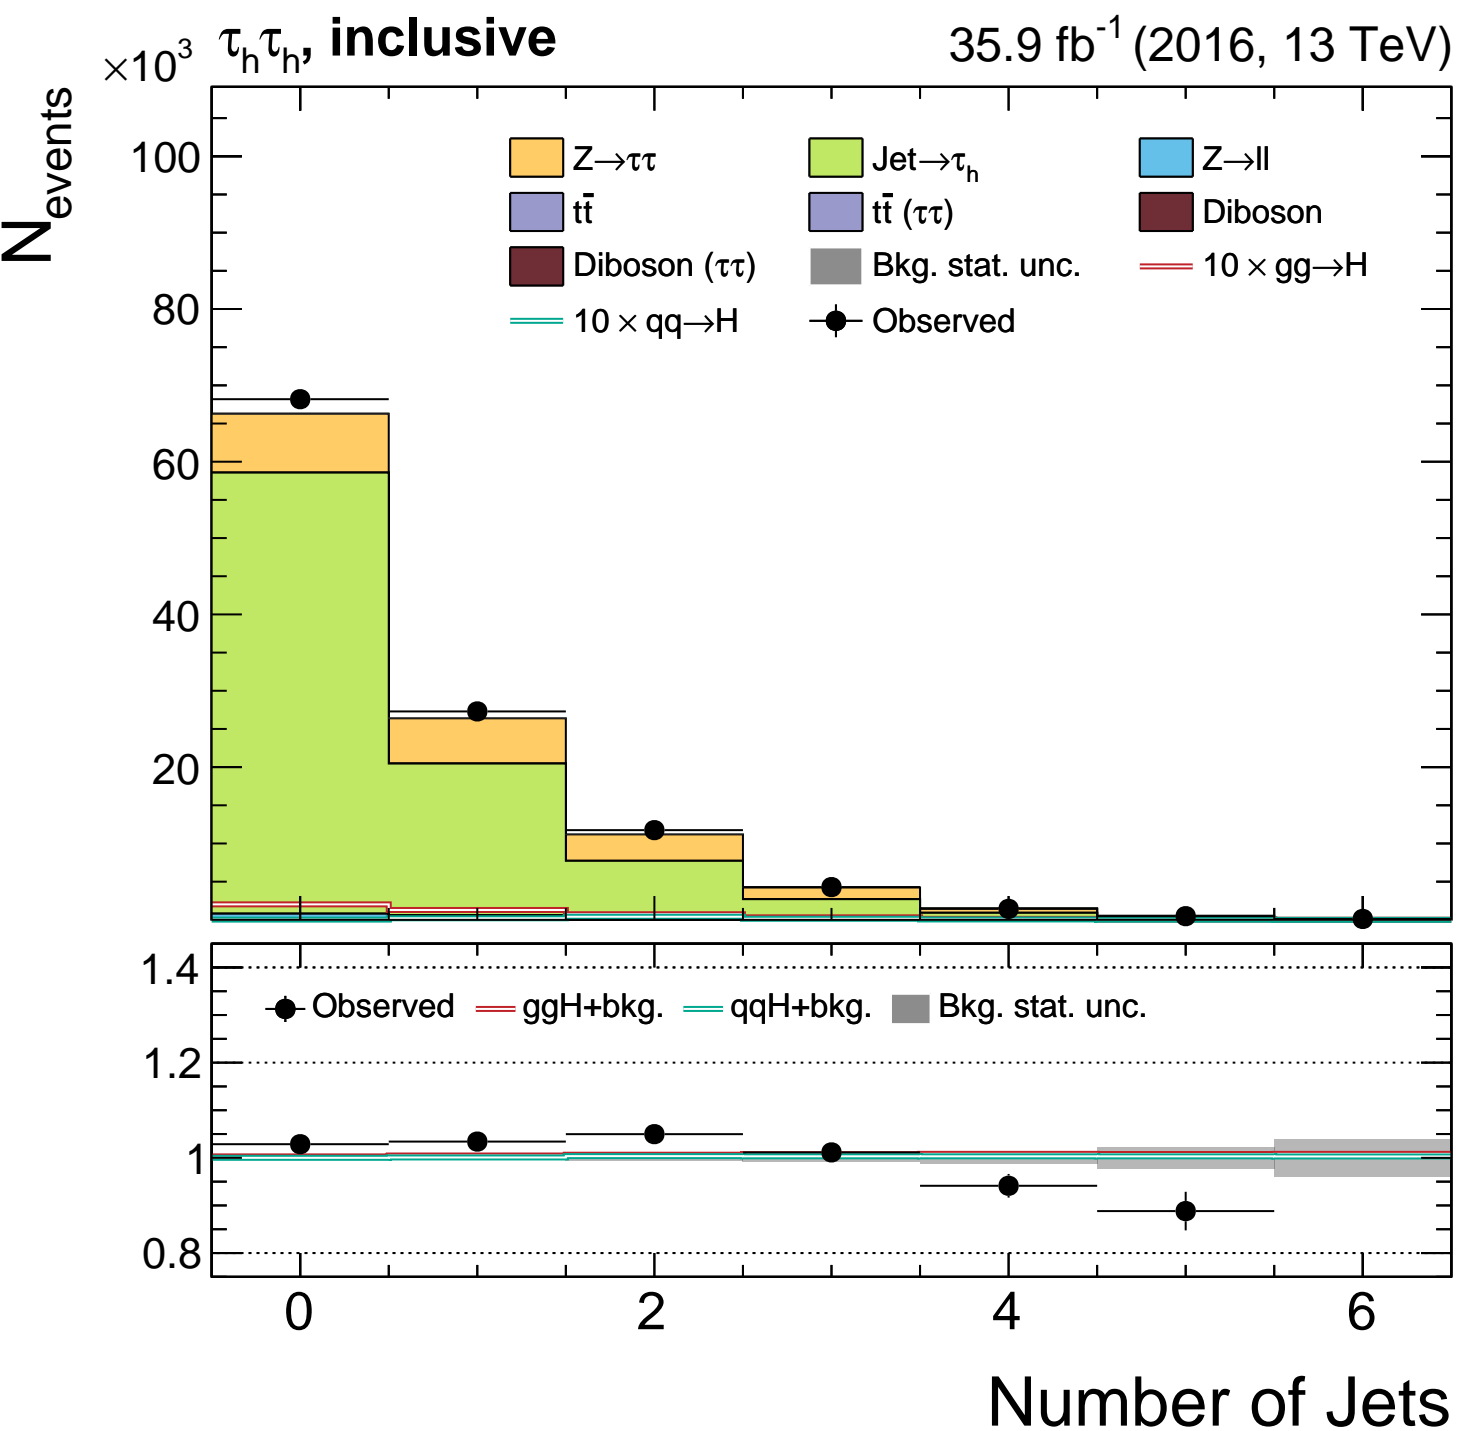 ×10³ τₕτₕ, inclusive 35.9 fb⁻¹ (2016, 13 TeV)
N_events
100
80
60
40
20
Z→ττ Jet→τₕ Z→ll
tt̄ tt̄ (ττ) Diboson
Diboson (ττ) Bkg. stat. unc. 10 × gg→H
10 × qq→H Observed
1.4
1.2
1
0.8
Observed ggH+bkg. qqH+bkg. Bkg. stat. unc.
0 2 4 6
Number of Jets